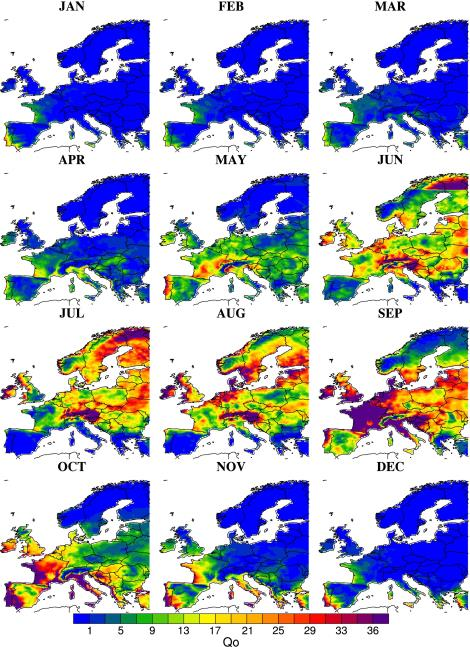 JAN FEB MAR
APR MAY JUN
JUL AUG SEP
OCT NOV DEC
1 5 9 13 17 21 25 29 33 36
Qo